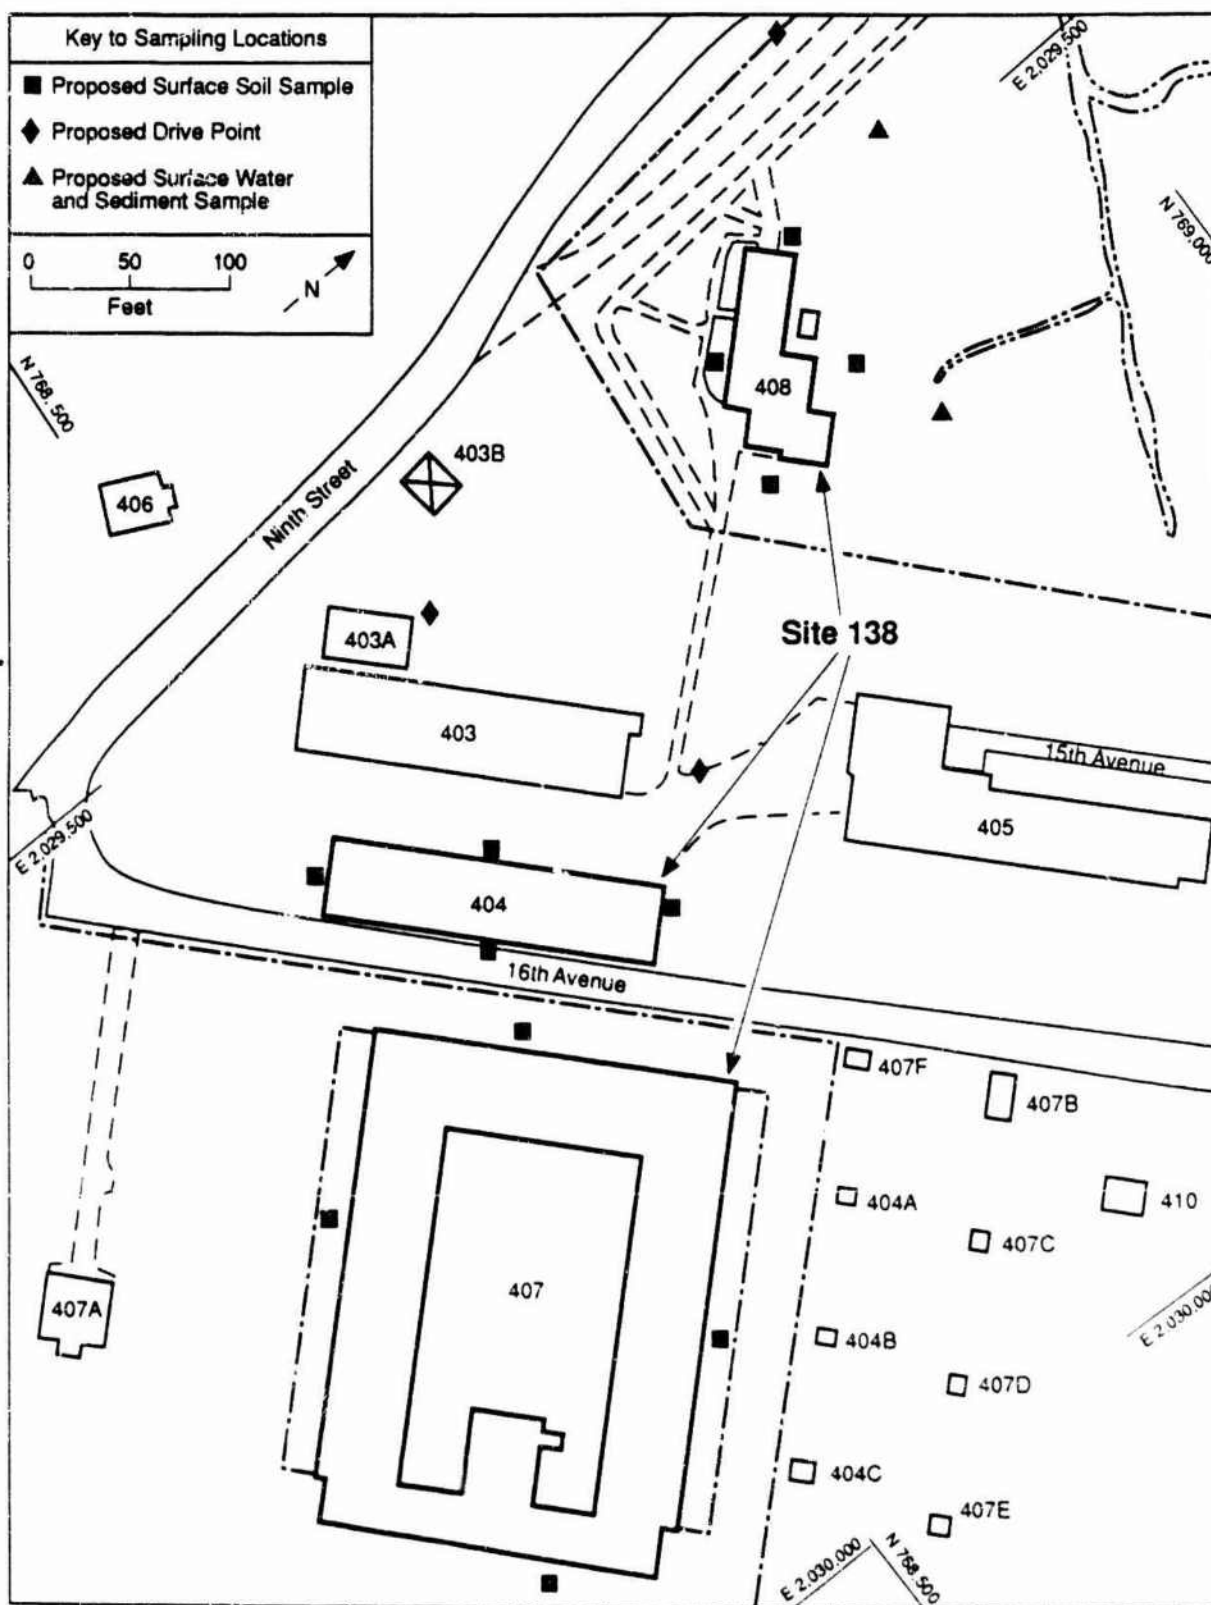 Key to Sampling Locations
Proposed Surface Soil Sample
Proposed Drive Point
Proposed Surface Water
and Sediment Sample
0 50 100
Feet
N
E 2,029,500
N 769,000
N 768,500
408
403B
406
Ninth Street
403A
Site 138
403
15th Avenue
405
E 2,029,500
404
16th Avenue
407F
407B
404A
410
407C
407
407A
E 2,030,000
404B
407D
404C
407E
E 2,030,000
N 768,500